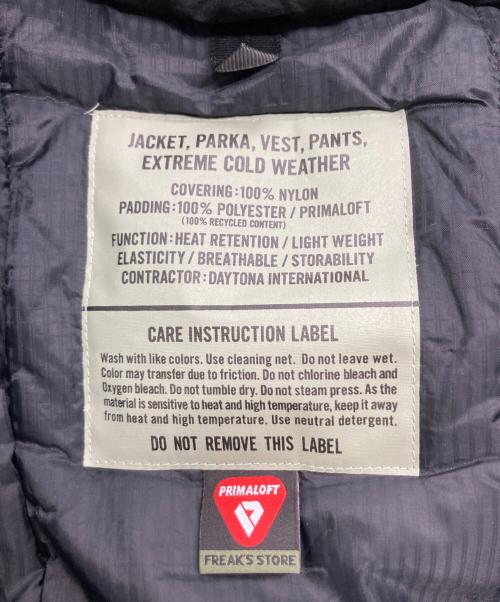 JACKET, PARKA, VEST, PANTS,
EXTREME COLD WEATHER
COVERING:100% NYLON
PADDING:100% POLYESTER / PRIMALOFT
(100% RECYCLED CONTENT)
FUNCTION:HEAT RETENTION / LIGHT WEIGHT
ELASTICITY / BREATHABLE / STORABILITY
CONTRACTOR:DAYTONA INTERNATIONAL
CARE INSTRUCTION LABEL
Wash with like colors. Use cleaning net. Do not leave wet.
Color may transfer due to friction. Do not chlorine bleach and
Oxygen bleach. Do not tumble dry. Do not steam press. As the
material is sensitive to heat and high temperature, keep it away
from heat and high temperature. Use neutral detergent.
DO NOT REMOVE THIS LABEL
PRIMALOFT
FREAK'S STORE